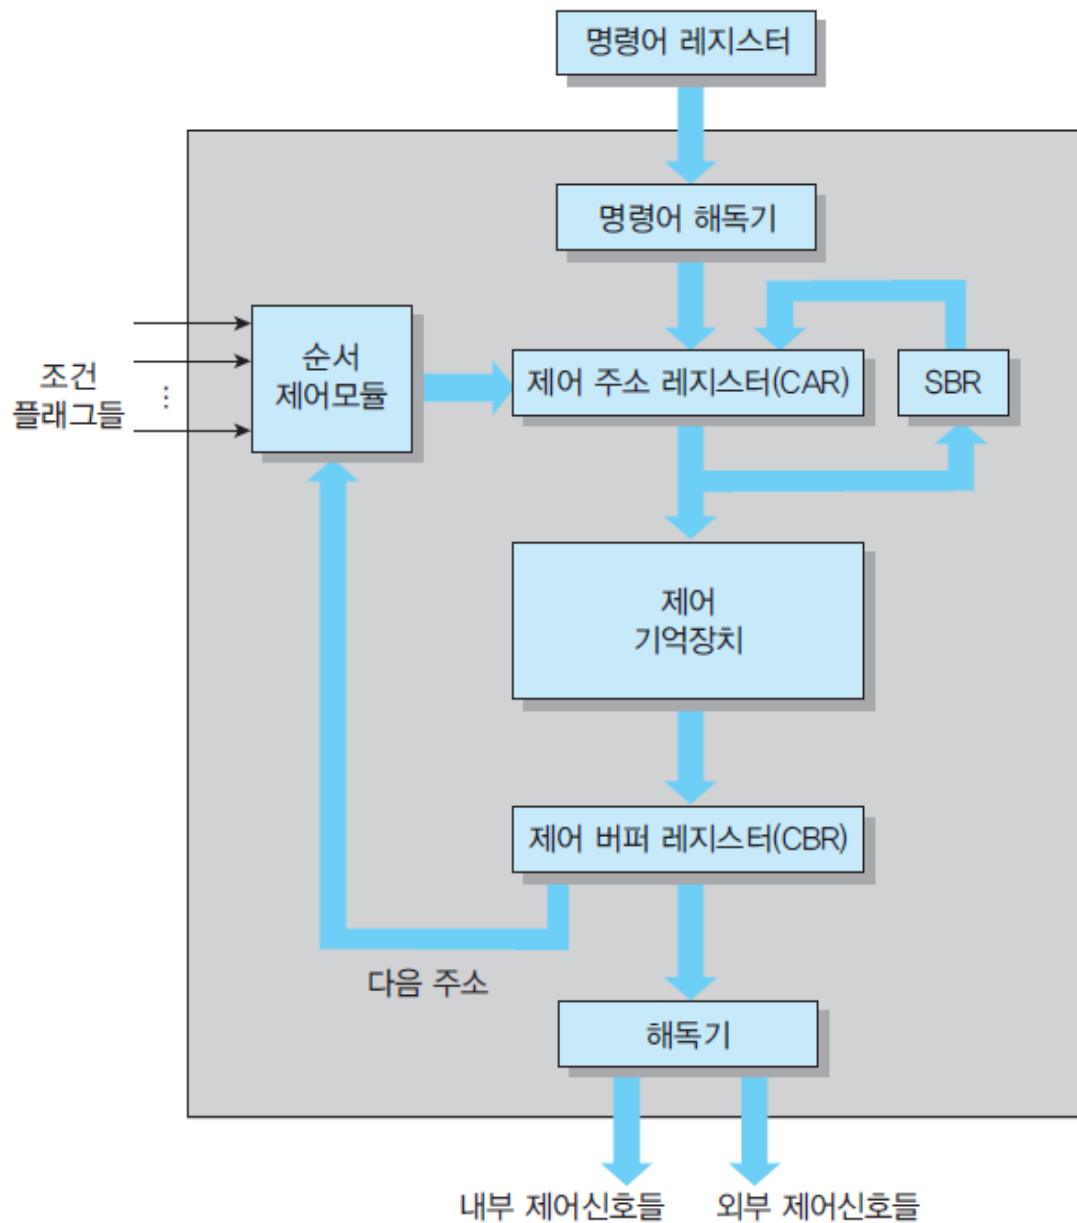 명령어 레지스터
명령어 해독기
순서
제어모듈
조건
플래그들
⋮
제어 주소 레지스터(CAR)
SBR
제어
기억장치
제어 버퍼 레지스터(CBR)
다음 주소
해독기
내부 제어신호들
외부 제어신호들